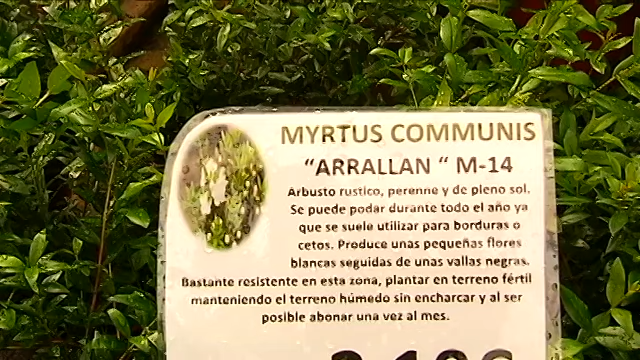 MYRTUS COMMUNIS
"ARRALLAN " M-14
Arbusto rustico, perenne y de pleno sol.
Se puede podar durante todo el año ya
que se suele utilizar para borduras o
cetos. Produce unas pequeñas flores
blancas seguidas de unas vallas negras.
Bastante resistente en esta zona, plantar en terreno fértil
manteniendo el terreno húmedo sin encharcar y al ser
posible abonar una vez al mes.